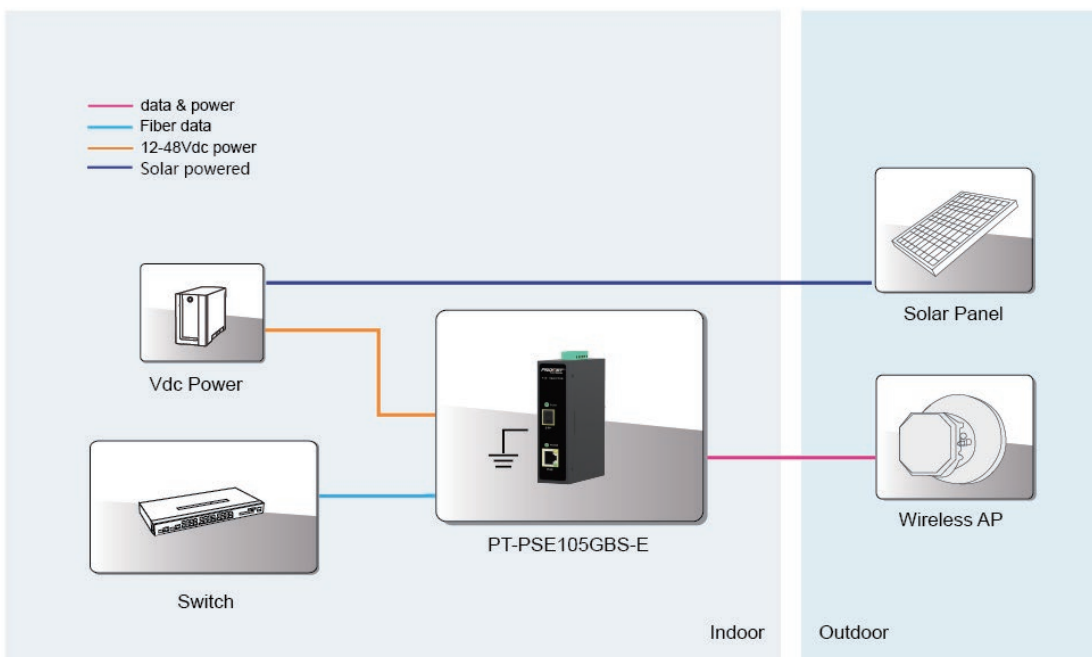 data & power
Fiber data
12-48Vdc power
Solar powered
Solar Panel
Vdc Power
Wireless AP
PT-PSE105GBS-E
Switch
Indoor
Outdoor